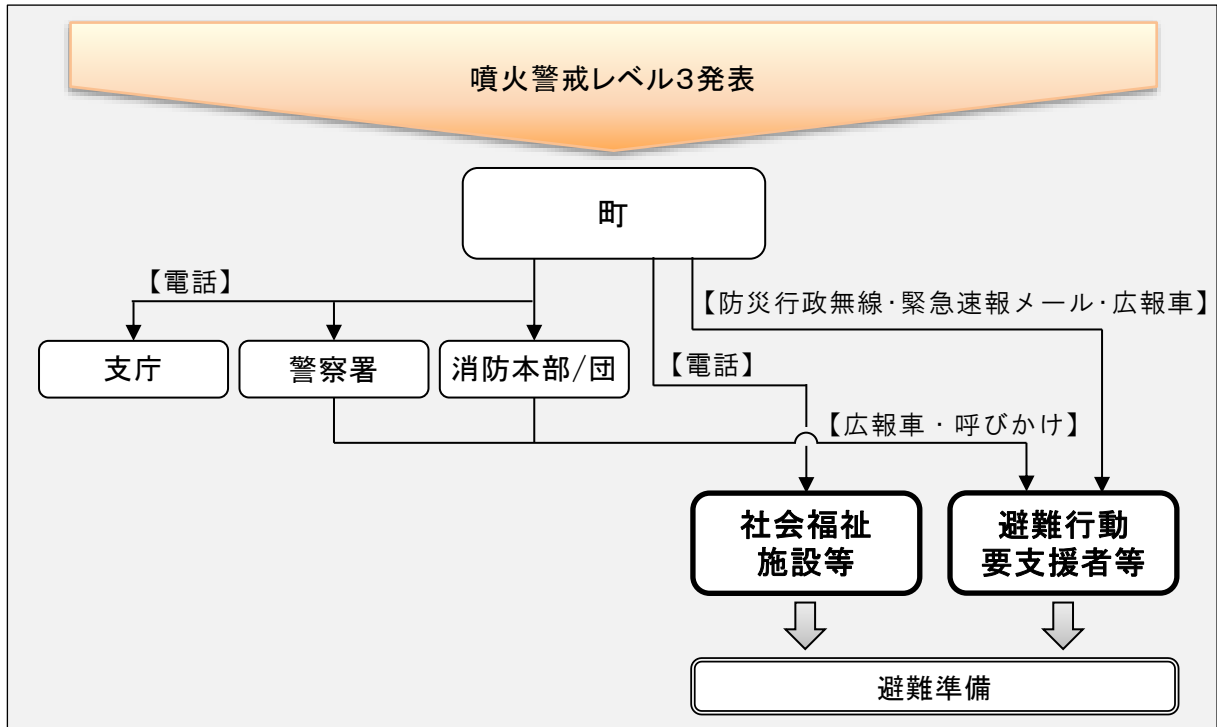 噴火警戒レベル3発表
町
【電話】
【防災行政無線・緊急速報メール・広報車】
支庁
警察署
消防本部/団
【電話】
【広報車・呼びかけ】
社会福祉
施設等
避難行動
要支援者等
避難準備